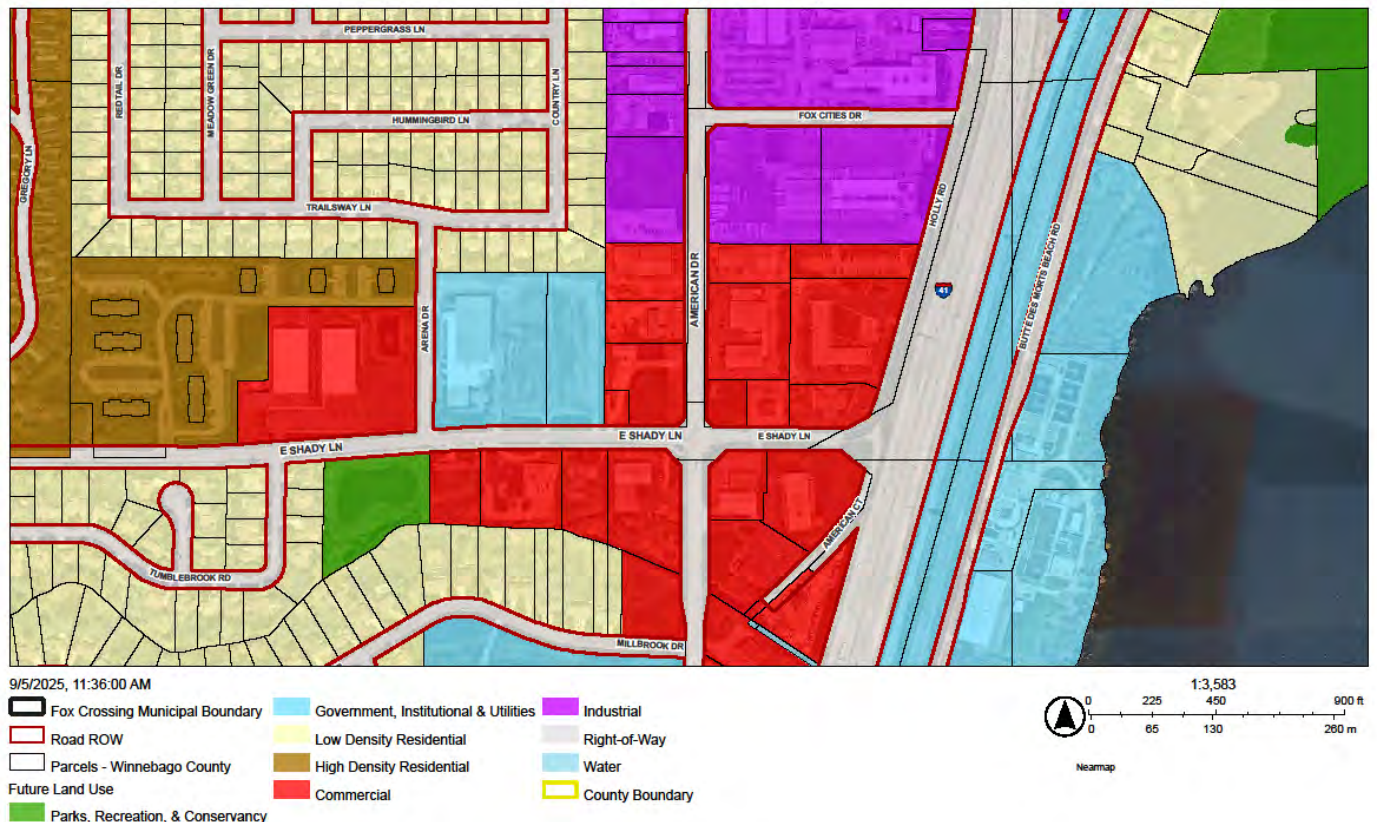 PEPPERGRASS LN
REDTAIL DR
MEADOW GREEN DR
COUNTRY LN
HUMMINGBIRD LN
FOX CITIES DR
GREGORY LN
TRAILSWAY LN
HOLLY RD
AMERICAN DR
41
BUTTE DES MORTS BEACH RD
ARENA DR
E SHADY LN
E SHADY LN
E SHADY LN
AMERICAN CT
TUMBLEBROOK RD
MILLBROOK DR
9/5/2025, 11:36:00 AM
Fox Crossing Municipal Boundary
Road ROW
Parcels - Winnebago County
Future Land Use
Parks, Recreation, & Conservancy
Government, Institutional & Utilities
Low Density Residential
High Density Residential
Commercial
Industrial
Right-of-Way
Water
County Boundary
1:3,583
0 225 450 900 ft
0 65 130 260 m
Nearmap